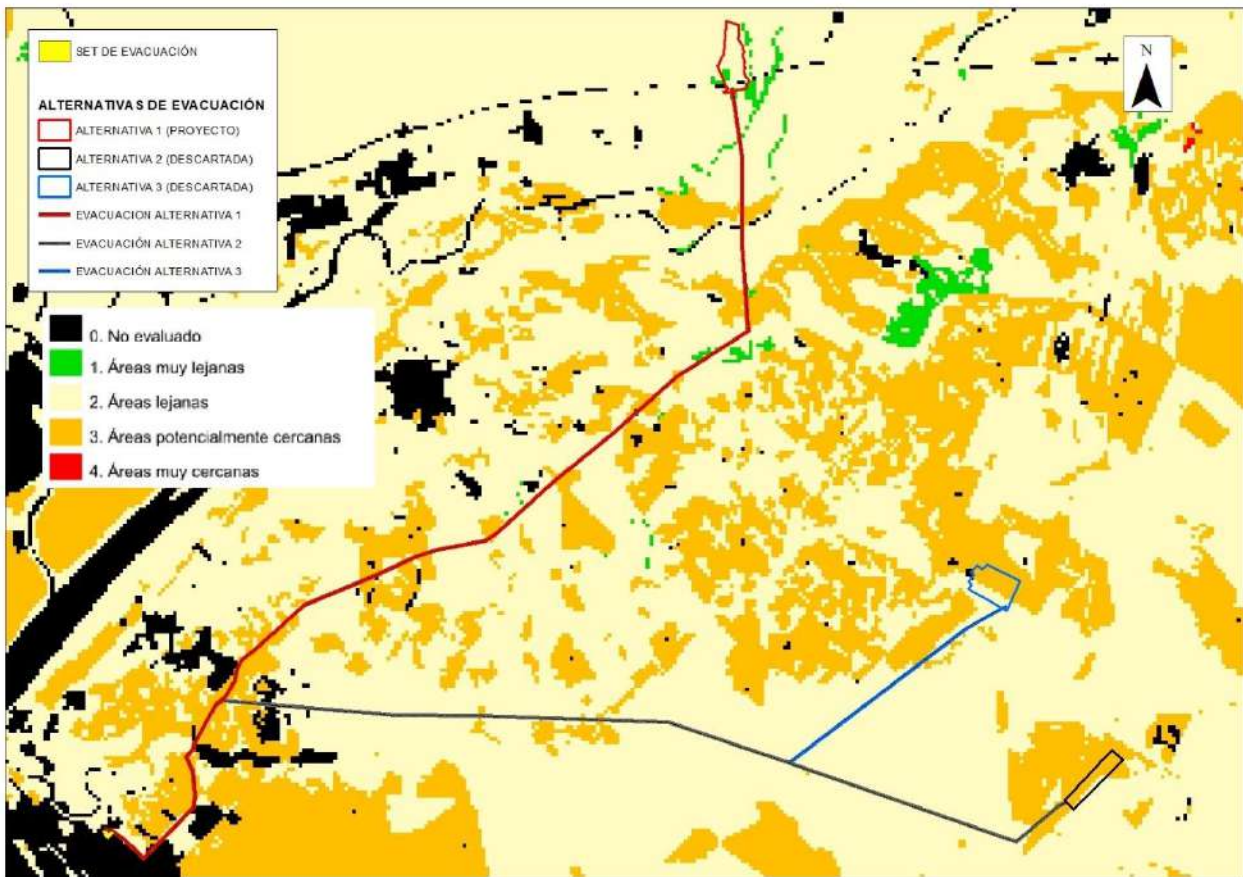 SET DE EVACUACIÓN
ALTERNATIVAS DE EVACUACIÓN
ALTERNATIVA 1 (PROYECTO)
ALTERNATIVA 2 (DESCARTADA)
ALTERNATIVA 3 (DESCARTADA)
EVACUACION ALTERNATIVA 1
EVACUACIÓN ALTERNATIVA 2
EVACUACIÓN ALTERNATIVA 3
0. No evaluado
1. Áreas muy lejanas
2. Áreas lejanas
3. Áreas potencialmente cercanas
4. Áreas muy cercanas
N